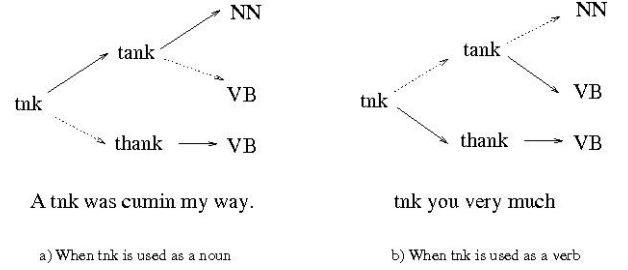 NN
tank
VB
tnk
thank
VB
A tnk was cumin my way.
a) When tnk is used as a noun
NN
tank
VB
tnk
thank
VB
tnk you very much
b) When tnk is used as a verb